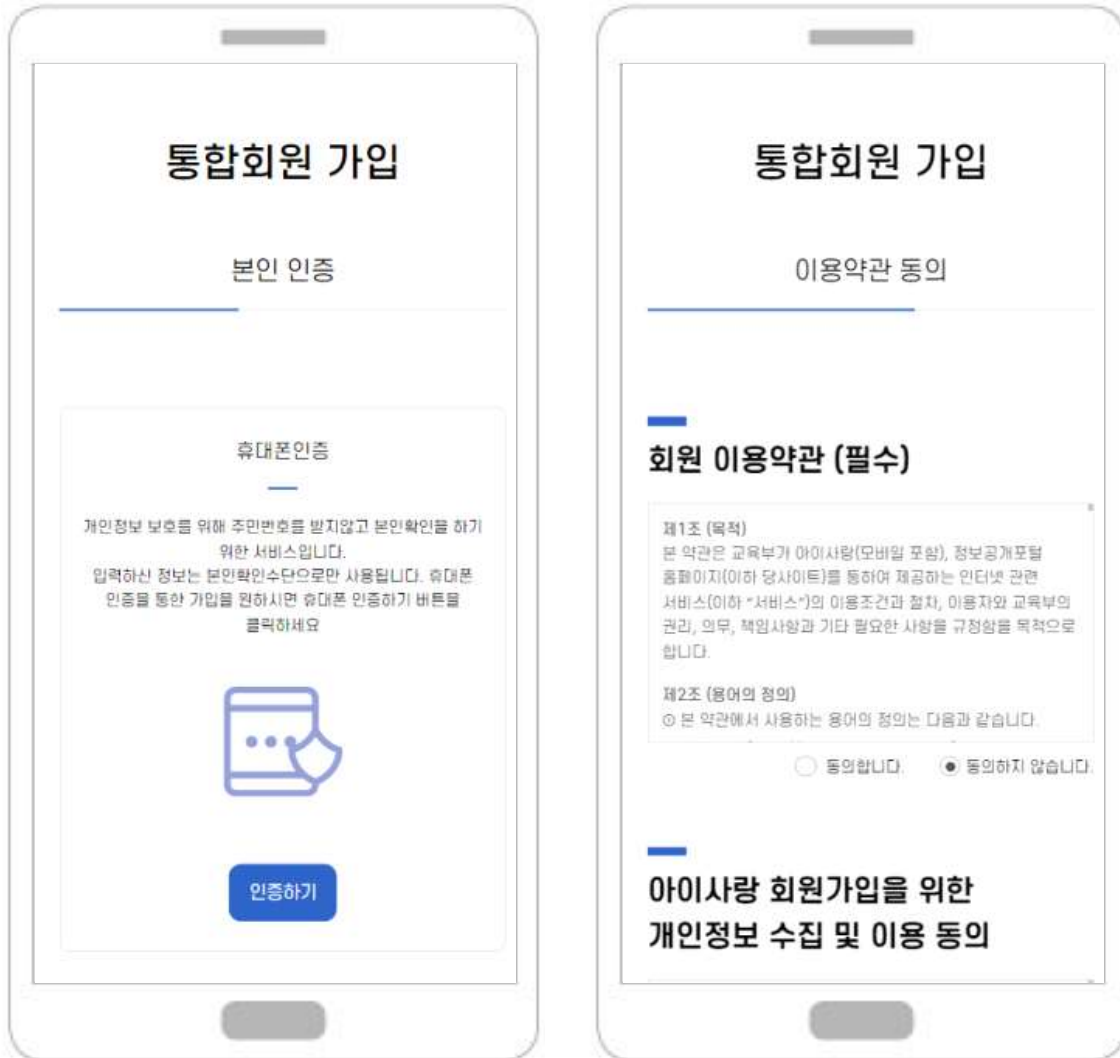 통합회원 가입
본인 인증
휴대폰인증
개인정보 보호를 위해 주민번호를 받지않고 본인확인을 하기
위한 서비스입니다.
입력하신 정보는 본인확인수단으로만 사용됩니다. 휴대폰
인증을 통한 가입을 원하시면 휴대폰 인증하기 버튼을
클릭하세요
인증하기
통합회원 가입
이용약관 동의
회원 이용약관 (필수)
제1조 (목적)
본 약관은 교육부가 아이사랑(모바일 포함), 정보공개포털
홈페이지(이하 당사이트)를 통하여 제공하는 인터넷 관련
서비스(이하 "서비스")의 이용조건과 절차, 이용자와 교육부의
권리, 의무, 책임사항과 기타 필요한 사항을 규정함을 목적으로
합니다.
제2조 (용어의 정의)
⊙ 본 약관에서 사용하는 용어의 정의는 다음과 같습니다.
동의합니다. 동의하지 않습니다.
아이사랑 회원가입을 위한
개인정보 수집 및 이용 동의